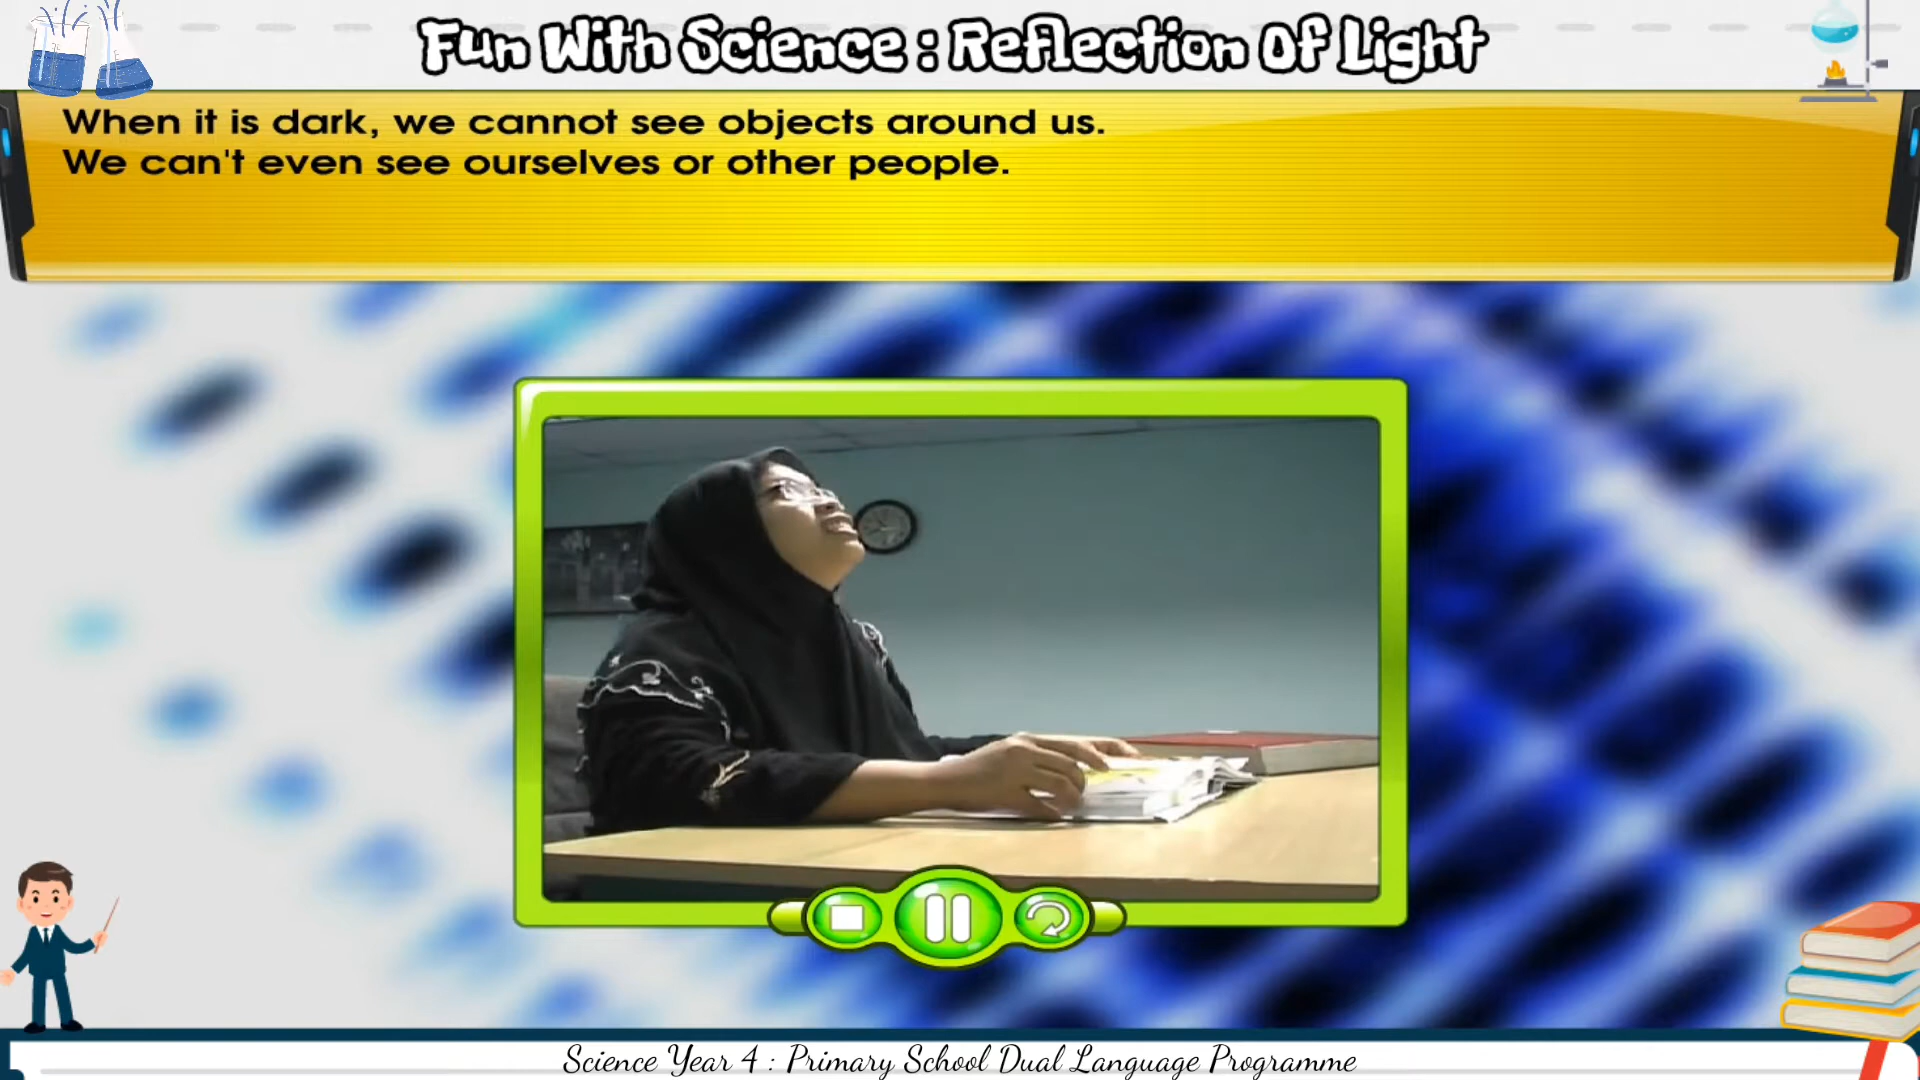 Fun With Science : Reflection Of Light
When it is dark, we cannot see objects around us.
We can't even see ourselves or other people.
Science Year 4 : Primary School Dual Language Programme